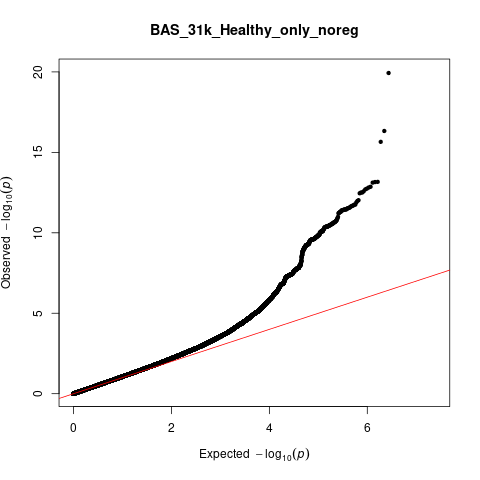 BAS_31k_Healthy_only_noreg
20
15
10
5
0
Observed −log10(p)
0 2 4 6
Expected −log10(p)